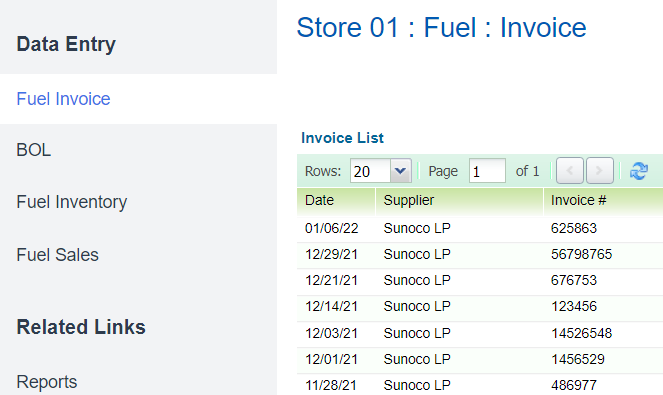 Data Entry
Fuel Invoice
BOL
Fuel Inventory
Fuel Sales
Related Links
Reports
Store 01 : Fuel : Invoice
Invoice List
Rows: 20 Page 1 of 1
Date Supplier Invoice #
01/06/22 Sunoco LP 625863
12/29/21 Sunoco LP 56798765
12/21/21 Sunoco LP 676753
12/14/21 Sunoco LP 123456
12/03/21 Sunoco LP 14526548
12/01/21 Sunoco LP 1456529
11/28/21 Sunoco LP 486977